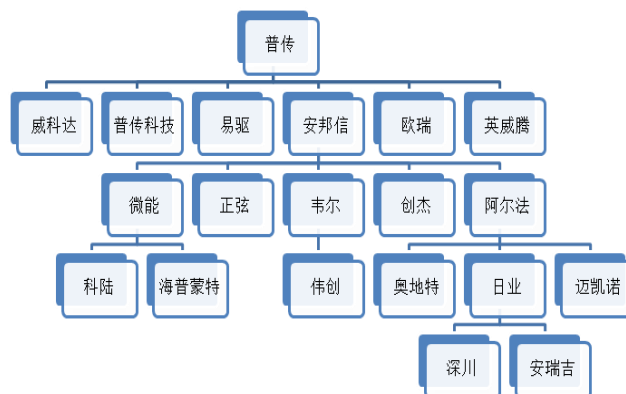 普传
威科达
普传科技
易驱
安邦信
欧瑞
英威腾
微能
正弦
韦尔
创杰
阿尔法
科陆
海普蒙特
伟创
奥地特
日业
迈凯诺
深川
安瑞吉